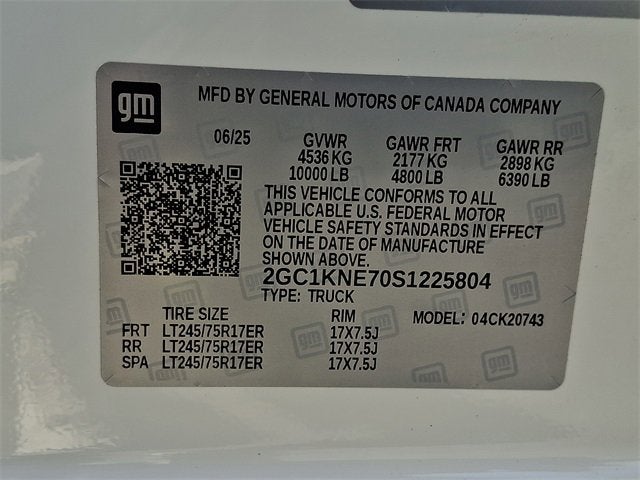 gm
MFD BY GENERAL MOTORS OF CANADA COMPANY
06/25 GVWR GAWR FRT GAWR RR
4536 KG 2177 KG 2898 KG
10000 LB 4800 LB 6390 LB
THIS VEHICLE CONFORMS TO ALL
APPLICABLE U.S. FEDERAL MOTOR
VEHICLE SAFETY STANDARDS IN EFFECT
ON THE DATE OF MANUFACTURE
SHOWN ABOVE.
2GC1KNE70S1225804
TYPE: TRUCK
TIRE SIZE RIM MODEL: 04CK20743
FRT LT245/75R17ER 17X7.5J
RR LT245/75R17ER 17X7.5J
SPA LT245/75R17ER 17X7.5J